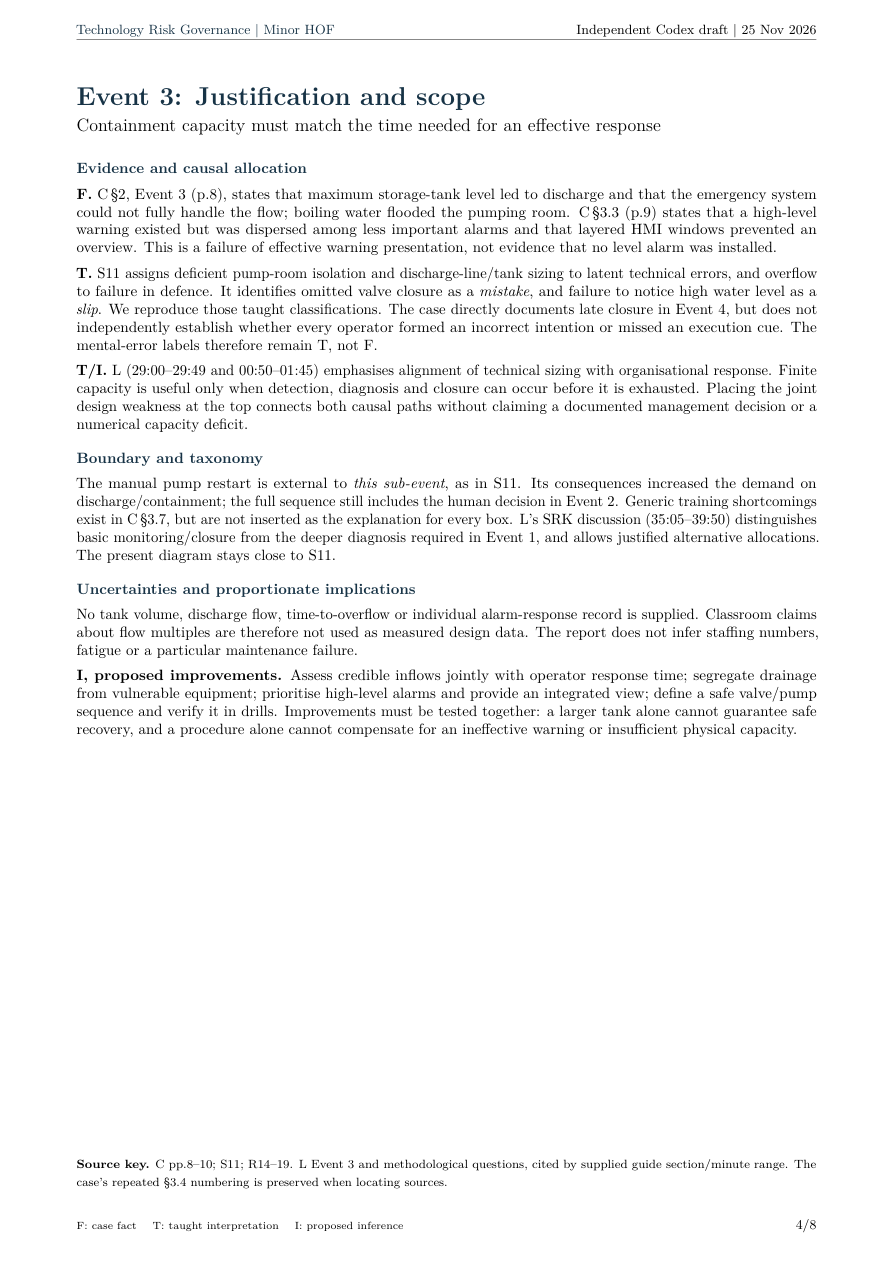 Technology Risk Governance | Minor HOF Independent Codex draft | 25 Nov 2026
Event 3: Justification and scope
Containment capacity must match the time needed for an effective response
Evidence and causal allocation
F. C §2, Event 3 (p.8), states that maximum storage-tank level led to discharge and that the emergency system
could not fully handle the flow; boiling water flooded the pumping room. C §3.3 (p.9) states that a high-level
warning existed but was dispersed among less important alarms and that layered HMI windows prevented an
overview. This is a failure of effective warning presentation, not evidence that no level alarm was installed.
T. S11 assigns deficient pump-room isolation and discharge-line/tank sizing to latent technical errors, and overflow
to failure in defence. It identifies omitted valve closure as a mistake, and failure to notice high water level as a
slip. We reproduce those taught classifications. The case directly documents late closure in Event 4, but does not
independently establish whether every operator formed an incorrect intention or missed an execution cue. The
mental-error labels therefore remain T, not F.
T/I. L (29:00–29:49 and 00:50–01:45) emphasises alignment of technical sizing with organisational response. Finite
capacity is useful only when detection, diagnosis and closure can occur before it is exhausted. Placing the joint
design weakness at the top connects both causal paths without claiming a documented management decision or a
numerical capacity deficit.
Boundary and taxonomy
The manual pump restart is external to this sub-event, as in S11. Its consequences increased the demand on
discharge/containment; the full sequence still includes the human decision in Event 2. Generic training shortcomings
exist in C §3.7, but are not inserted as the explanation for every box. L's SRK discussion (35:05–39:50) distinguishes
basic monitoring/closure from the deeper diagnosis required in Event 1, and allows justified alternative allocations.
The present diagram stays close to S11.
Uncertainties and proportionate implications
No tank volume, discharge flow, time-to-overflow or individual alarm-response record is supplied. Classroom claims
about flow multiples are therefore not used as measured design data. The report does not infer staffing numbers,
fatigue or a particular maintenance failure.
I, proposed improvements. Assess credible inflows jointly with operator response time; segregate drainage
from vulnerable equipment; prioritise high-level alarms and provide an integrated view; define a safe valve/pump
sequence and verify it in drills. Improvements must be tested together: a larger tank alone cannot guarantee safe
recovery, and a procedure alone cannot compensate for an ineffective warning or insufficient physical capacity.
Source key. C pp.8–10; S11; R14–19. L Event 3 and methodological questions, cited by supplied guide section/minute range. The
case's repeated §3.4 numbering is preserved when locating sources.
F: case fact T: taught interpretation I: proposed inference 4/8